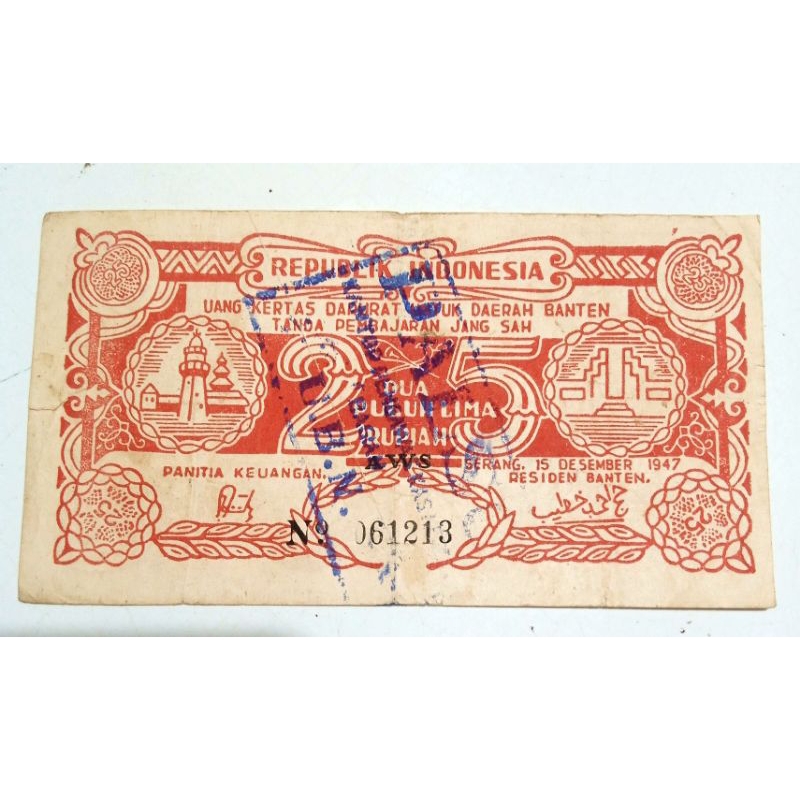 REPUBLIK INDONESIA
UANG KERTAS DARURAT UNTUK DAERAH BANTEN
TANDA PEMBAJARAN JANG SAH
25
DUA
PULUH LIMA
RUPIAH
AWS
PANITIA KEUANGAN.
SERANG, 15 DESEMBER 1947
RESIDEN BANTEN.
No 061213
U.B.N.